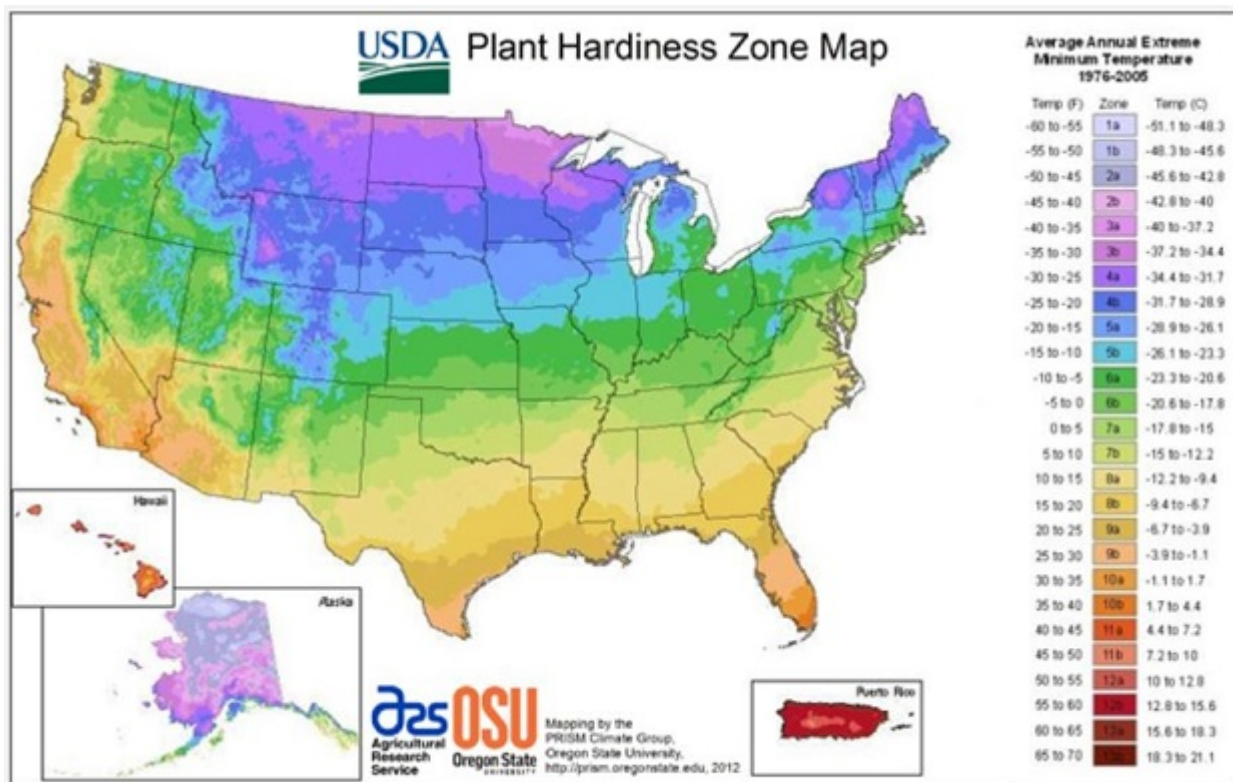 USDA Plant Hardiness Zone Map
Average Annual Extreme
Minimum Temperature
1976-2005
Temp (F) Zone Temp (C)
-60 to -55 1a -51.1 to -48.3
-55 to -50 1b -48.3 to -45.6
-50 to -45 2a -45.6 to -42.8
-45 to -40 2b -42.8 to -40
-40 to -35 3a -40 to -37.2
-35 to -30 3b -37.2 to -34.4
-30 to -25 4a -34.4 to -31.7
-25 to -20 4b -31.7 to -28.9
-20 to -15 5a -28.9 to -26.1
-15 to -10 5b -26.1 to -23.3
-10 to -5 6a -23.3 to -20.6
-5 to 0 6b -20.6 to -17.8
0 to 5 7a -17.8 to -15
5 to 10 7b -15 to -12.2
10 to 15 8a -12.2 to -9.4
15 to 20 8b -9.4 to -6.7
20 to 25 9a -6.7 to -3.9
25 to 30 9b -3.9 to -1.1
30 to 35 10a -1.1 to 1.7
35 to 40 10b 1.7 to 4.4
40 to 45 11a 4.4 to 7.2
45 to 50 11b 7.2 to 10
50 to 55 12a 10 to 12.8
55 to 60 12b 12.8 to 15.6
60 to 65 13a 15.6 to 18.3
65 to 70 13b 18.3 to 21.1
Hawaii
Alaska
ars
Agricultural
Research
Service
OSU
Oregon State
UNIVERSITY
Mapping by the
PRISM Climate Group,
Oregon State University,
http://prism.oregonstate.edu, 2012
Puerto Rico